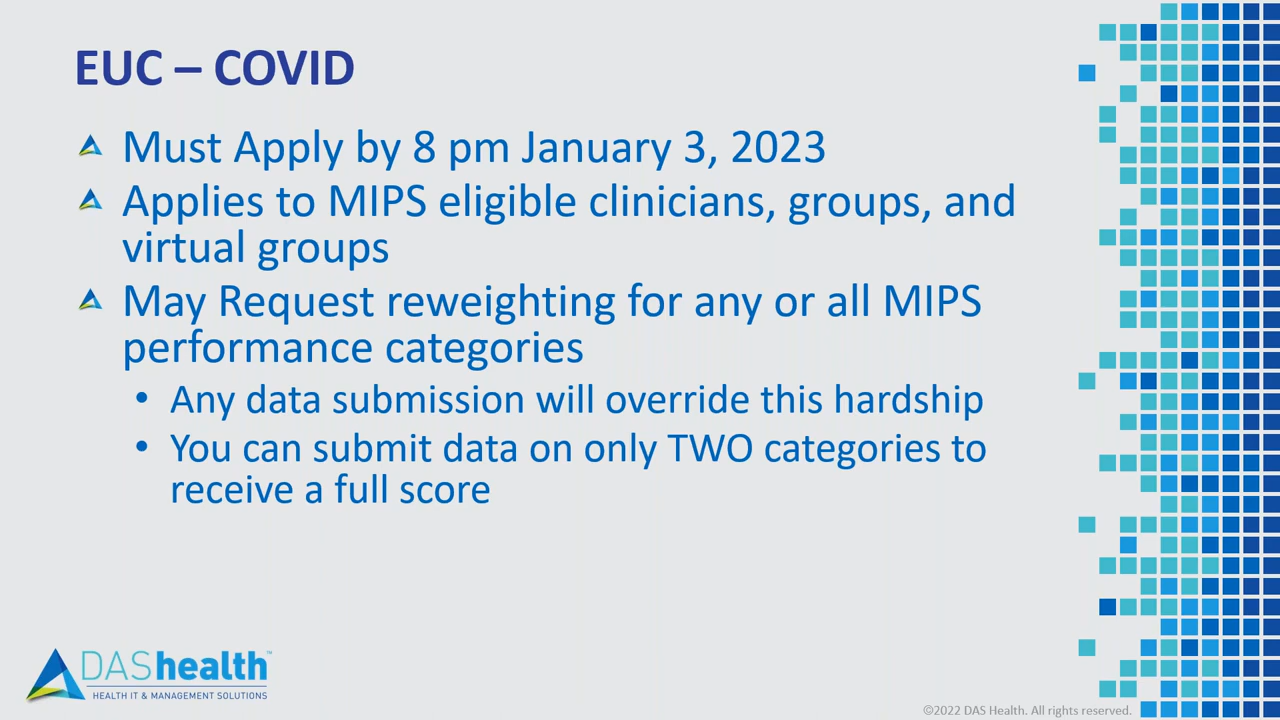 EUC – COVID
Must Apply by 8 pm January 3, 2023
Applies to MIPS eligible clinicians, groups, and
virtual groups
May Request reweighting for any or all MIPS
performance categories
• Any data submission will override this hardship
• You can submit data on only TWO categories to
receive a full score
DAShealth™
HEALTH IT & MANAGEMENT SOLUTIONS
©2022 DAS Health. All rights reserved.